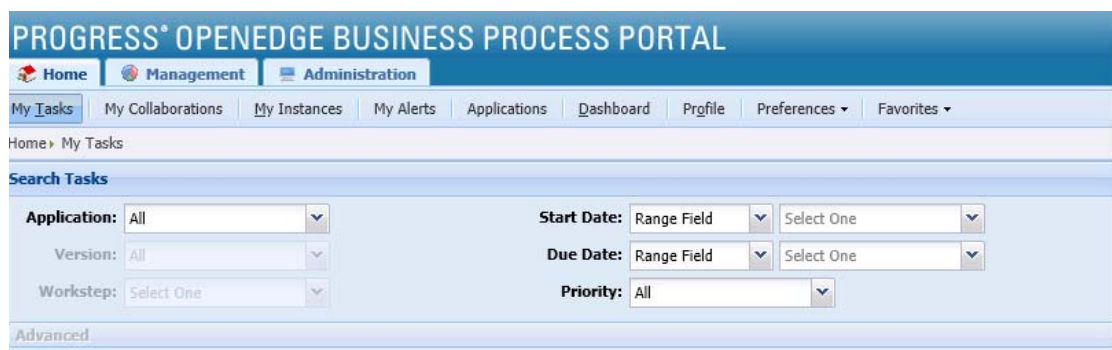 PROGRESS® OPENEDGE BUSINESS PROCESS PORTAL
Home Management Administration
My Tasks My Collaborations My Instances My Alerts Applications Dashboard Profile Preferences Favorites
Home My Tasks
Search Tasks
Application: All Start Date: Range Field Select One
Version: All Due Date: Range Field Select One
Workstep: Select One Priority: All
Advanced